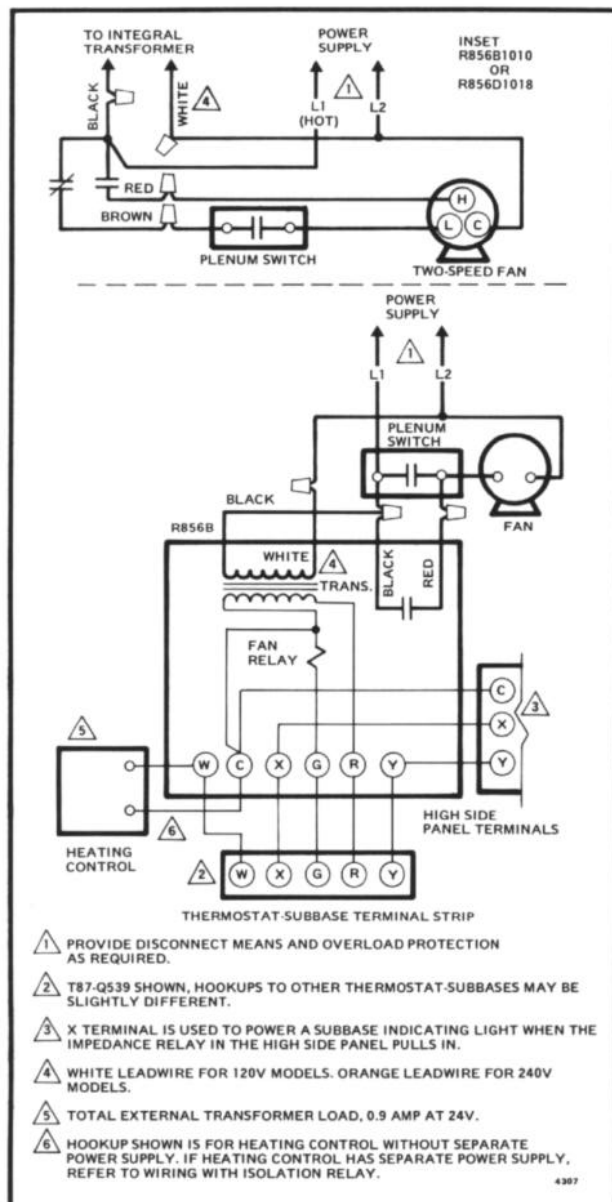 TO INTEGRAL
TRANSFORMER
POWER
SUPPLY
INSET
R856B1010
OR
R856D1018
BLACK
WHITE
4
L1
(HOT)
1
L2
RED
BROWN
H
L
C
PLENUM SWITCH
TWO-SPEED FAN
POWER
SUPPLY
1
L1
L2
PLENUM
SWITCH
FAN
BLACK
R856B
WHITE
4
TRANS.
BLACK
RED
FAN
RELAY
C
X
Y
3
5
W
C
X
G
R
Y
HIGH SIDE
PANEL TERMINALS
6
HEATING
CONTROL
2
W
X
G
R
Y
THERMOSTAT-SUBBASE TERMINAL STRIP
1 PROVIDE DISCONNECT MEANS AND OVERLOAD PROTECTION
AS REQUIRED.
2 T87-Q539 SHOWN, HOOKUPS TO OTHER THERMOSTAT-SUBBASES MAY BE
SLIGHTLY DIFFERENT.
3 X TERMINAL IS USED TO POWER A SUBBASE INDICATING LIGHT WHEN THE
IMPEDANCE RELAY IN THE HIGH SIDE PANEL PULLS IN.
4 WHITE LEADWIRE FOR 120V MODELS. ORANGE LEADWIRE FOR 240V
MODELS.
5 TOTAL EXTERNAL TRANSFORMER LOAD, 0.9 AMP AT 24V.
6 HOOKUP SHOWN IS FOR HEATING CONTROL WITHOUT SEPARATE
POWER SUPPLY. IF HEATING CONTROL HAS SEPARATE POWER SUPPLY,
REFER TO WIRING WITH ISOLATION RELAY.
4307